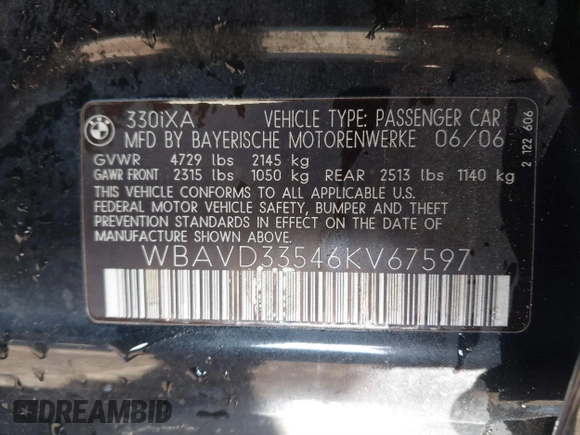 330iXA VEHICLE TYPE: PASSENGER CAR
MFD BY BAYERISCHE MOTORENWERKE 06/06
GVWR 4729 lbs 2145 kg
GAWR FRONT 2315 lbs 1050 kg REAR 2513 lbs 1140 kg
THIS VEHICLE CONFORMS TO ALL APPLICABLE U.S.
FEDERAL MOTOR VEHICLE SAFETY, BUMPER AND THEFT
PREVENTION STANDARDS IN EFFECT ON THE DATE OF
MANUFACTURE SHOWN ABOVE.
WBAVD33546KV67597
2 122 606
BMW
DREAMBID